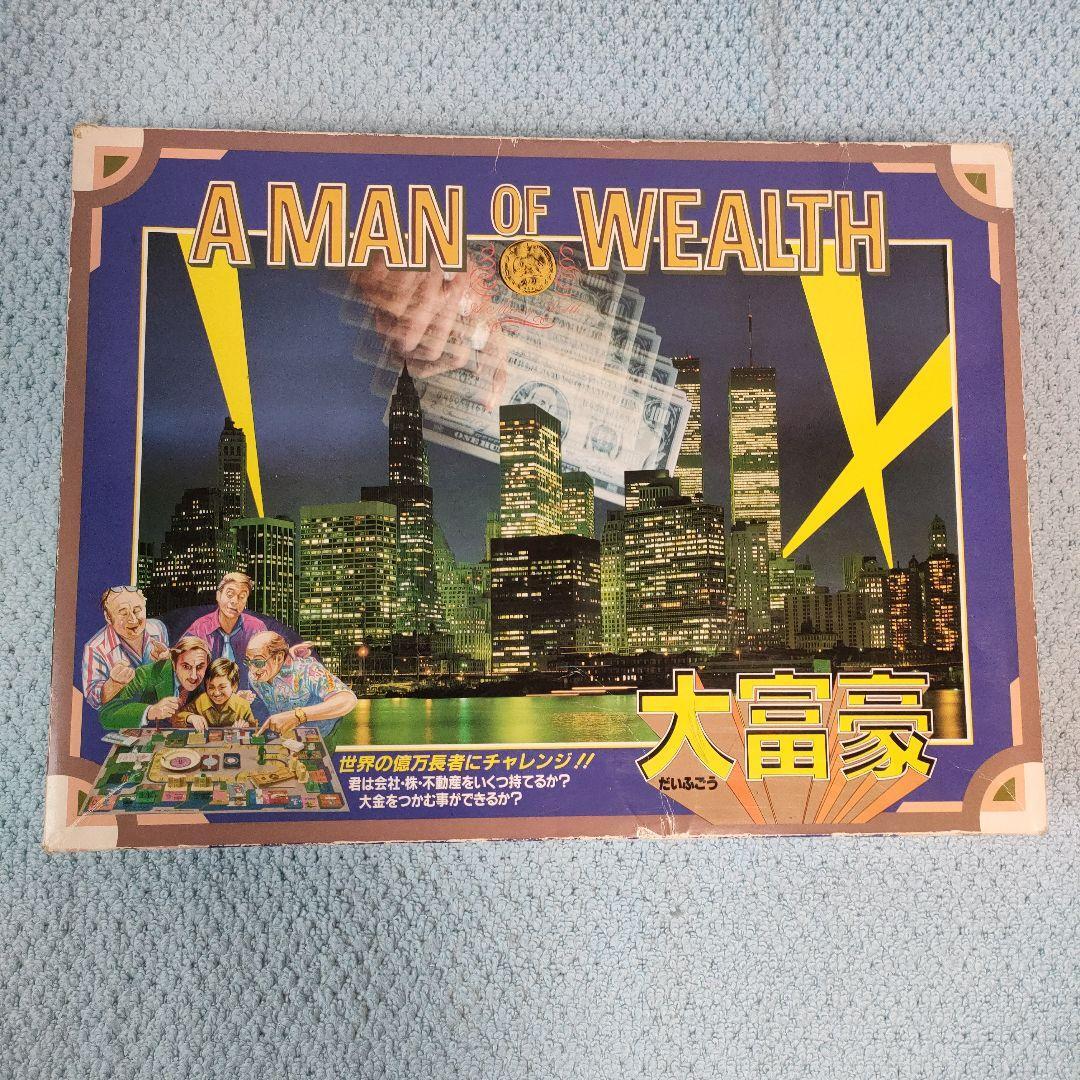 A MAN OF WEALTH
大富豪
だいふごう
世界の億万長者にチャレンジ!!
君は会社・株・不動産をいくつ持てるか?
大金をつかむ事ができるか?